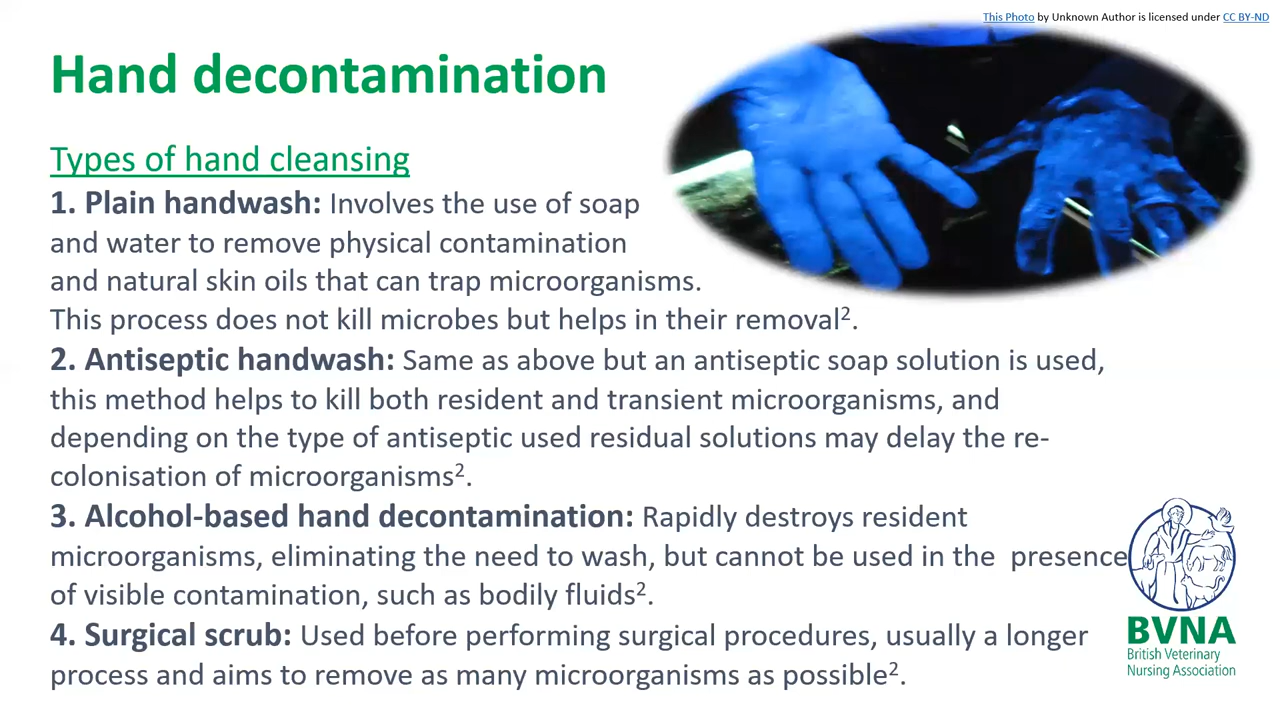 This Photo by Unknown Author is licensed under CC BY-ND
Hand decontamination
Types of hand cleansing
1. Plain handwash: Involves the use of soap
and water to remove physical contamination
and natural skin oils that can trap microorganisms.
This process does not kill microbes but helps in their removal².
2. Antiseptic handwash: Same as above but an antiseptic soap solution is used,
this method helps to kill both resident and transient microorganisms, and
depending on the type of antiseptic used residual solutions may delay the re-
colonisation of microorganisms².
3. Alcohol-based hand decontamination: Rapidly destroys resident
microorganisms, eliminating the need to wash, but cannot be used in the  presence
of visible contamination, such as bodily fluids².
4. Surgical scrub: Used before performing surgical procedures, usually a longer
process and aims to remove as many microorganisms as possible².
BVNA
British Veterinary
Nursing Association